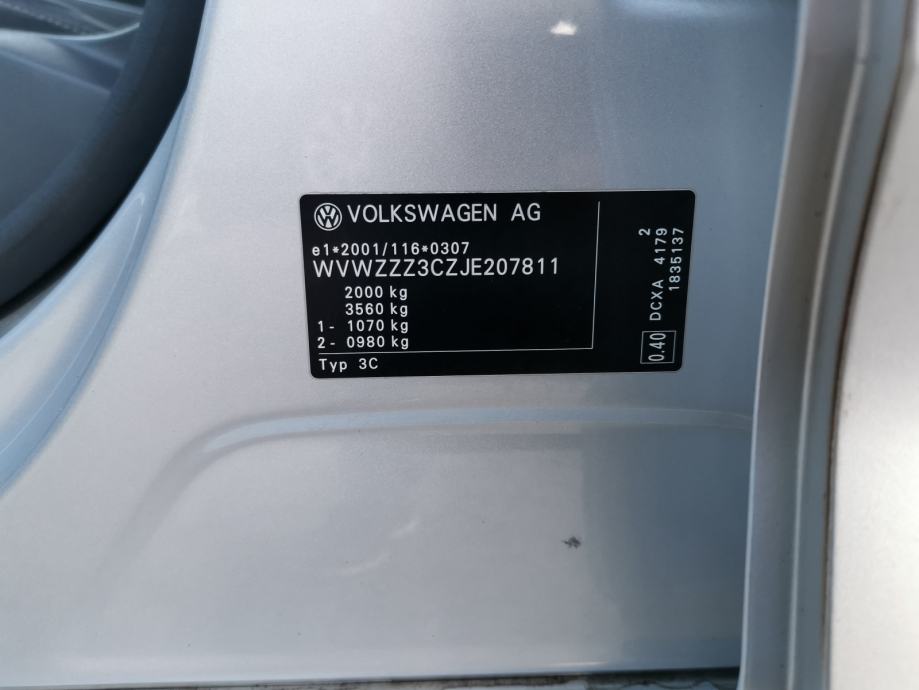 VOLKSWAGEN AG
e1*2001/116*0307
WVWZZZ3CZJE207811
2000 kg
3560 kg
1- 1070 kg
2- 0980 kg
Typ 3C
0.40 DCXA 4179 2
1835137